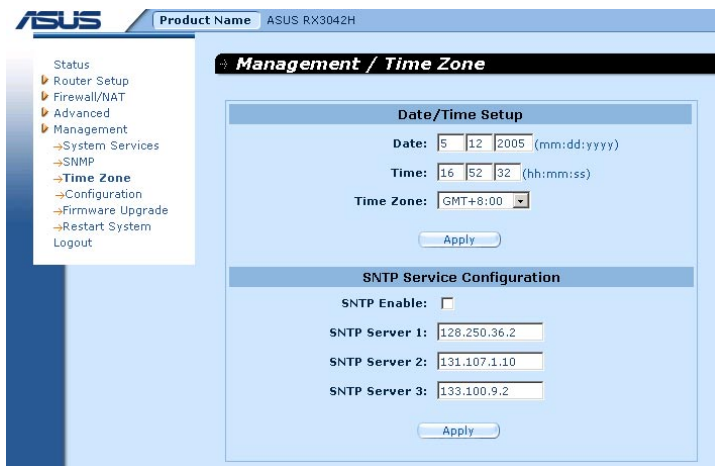 ASUS
Product Name ASUS RX3042H
Status
Router Setup
Firewall/NAT
Advanced
Management
→System Services
→SNMP
→Time Zone
→Configuration
→Firmware Upgrade
→Restart System
Logout
Management / Time Zone
Date/Time Setup
Date: 5 12 2005 (mm:dd:yyyy)
Time: 16 52 32 (hh:mm:ss)
Time Zone: GMT+8:00
Apply
SNTP Service Configuration
SNTP Enable:
SNTP Server 1: 128.250.36.2
SNTP Server 2: 131.107.1.10
SNTP Server 3: 133.100.9.2
Apply